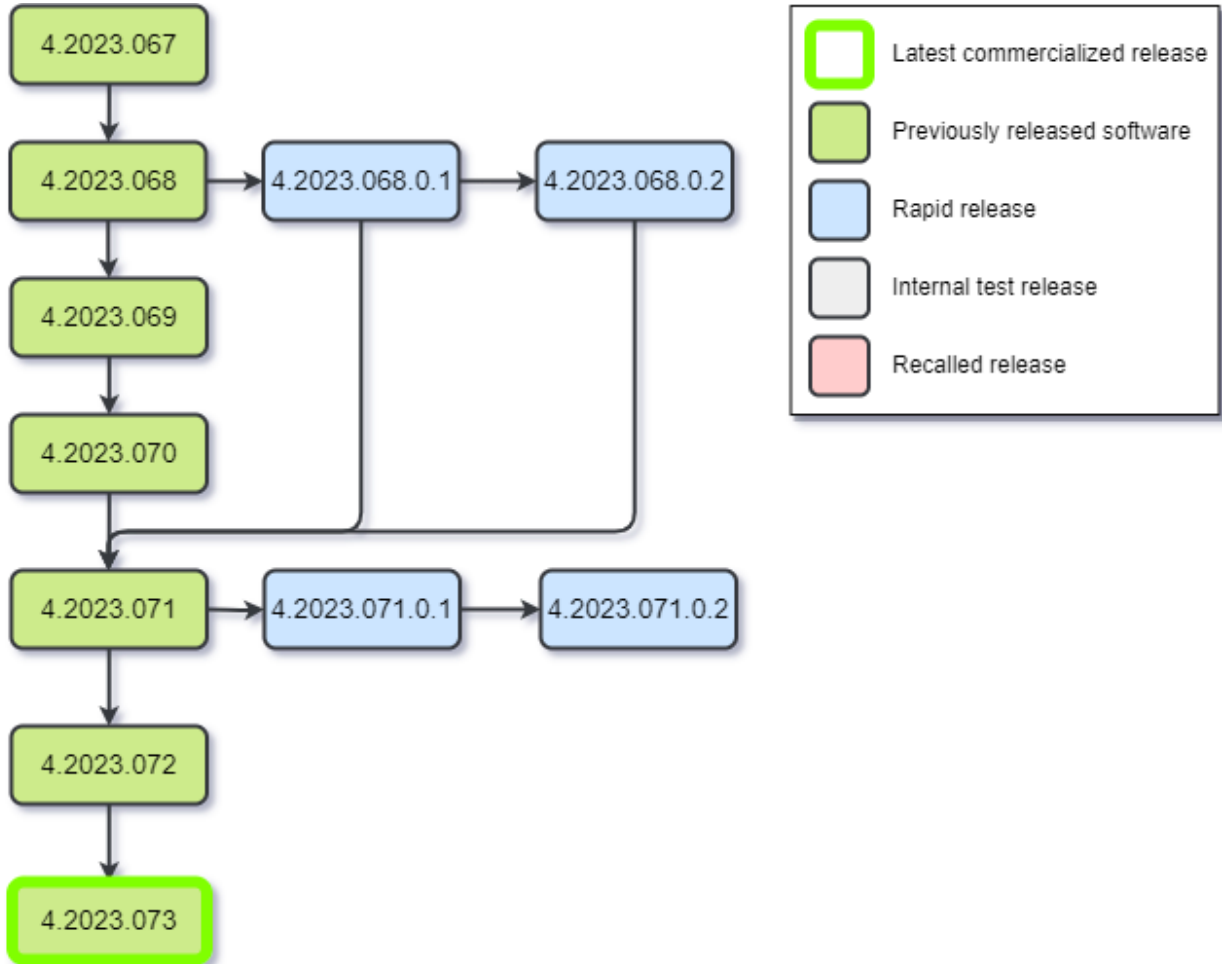 4.2023.067
4.2023.068
4.2023.068.0.1
4.2023.068.0.2
4.2023.069
4.2023.070
4.2023.071
4.2023.071.0.1
4.2023.071.0.2
4.2023.072
4.2023.073
Latest commercialized release
Previously released software
Rapid release
Internal test release
Recalled release